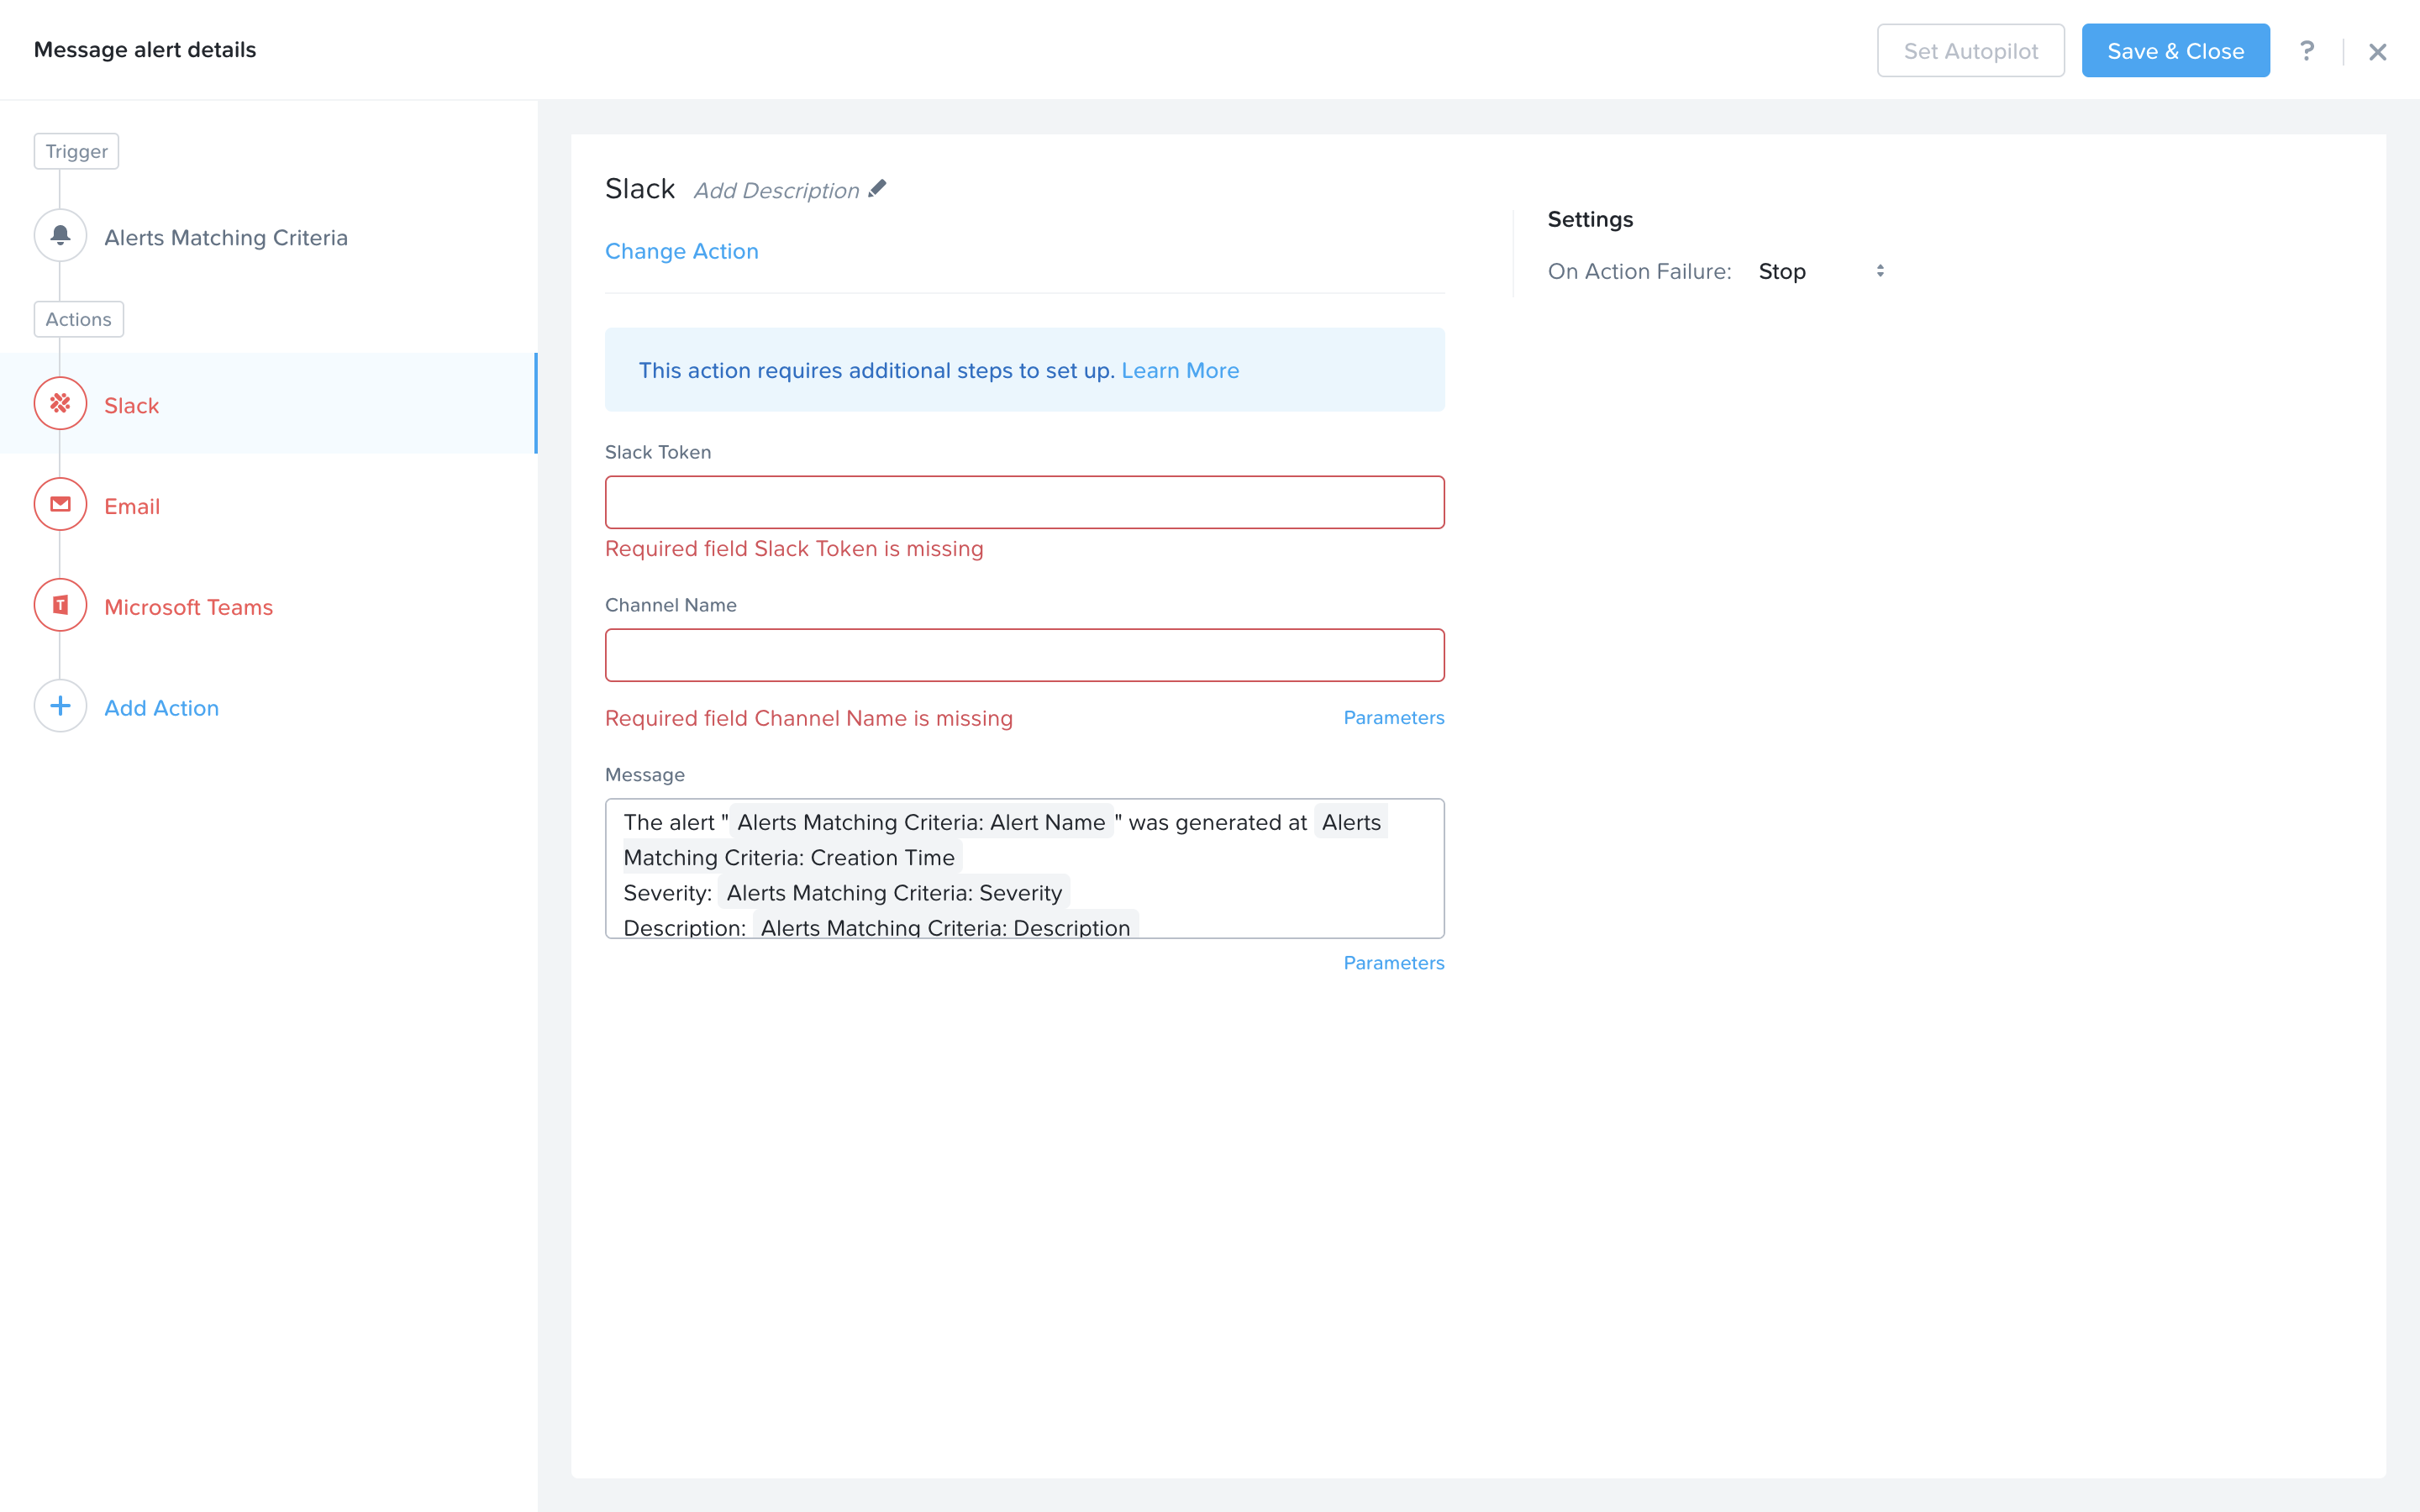 Message alert details
Set Autopilot
Save & Close
?
Trigger
Alerts Matching Criteria
Actions
Slack
Email
Microsoft Teams
Add Action
Slack Add Description
Change Action
This action requires additional steps to set up. Learn More
Slack Token
Required field Slack Token is missing
Channel Name
Required field Channel Name is missing
Parameters
Message
The alert " Alerts Matching Criteria: Alert Name " was generated at Alerts
Matching Criteria: Creation Time
Severity: Alerts Matching Criteria: Severity
Description: Alerts Matching Criteria: Description
Parameters
Settings
On Action Failure: Stop